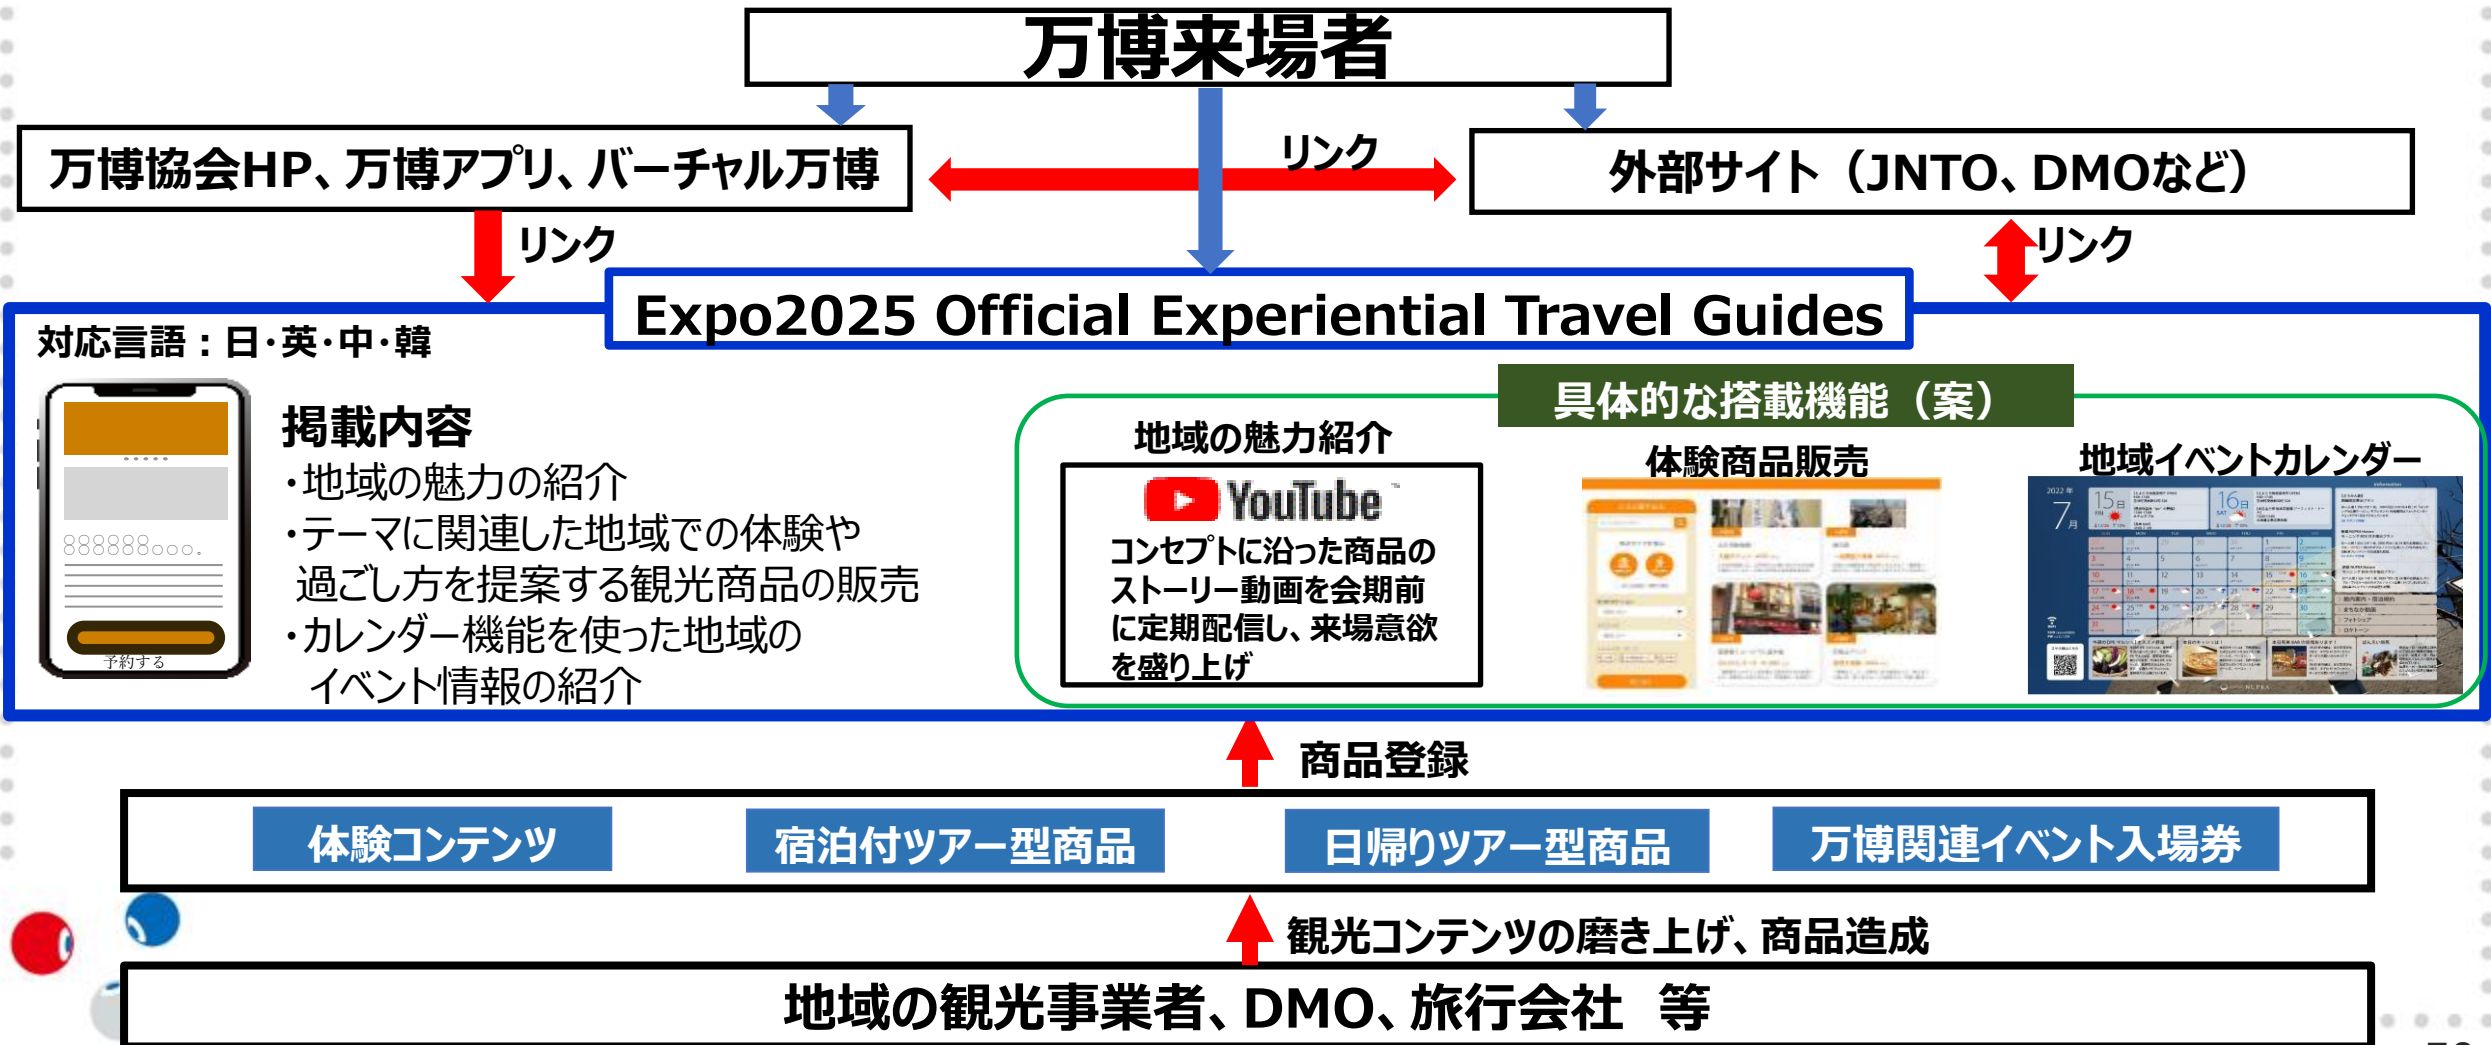 万博来場者
万博協会HP、万博アプリ、バーチャル万博
リンク
外部サイト（JNTO、DMOなど）
リンク
リンク
Expo2025 Official Experiential Travel Guides
対応言語：日･英･中･韓
予約する
掲載内容
・地域の魅力の紹介
・テーマに関連した地域での体験や
過ごし方を提案する観光商品の販売
・カレンダー機能を使った地域の
イベント情報の紹介
具体的な搭載機能（案）
地域の魅力紹介
YouTube
コンセプトに沿った商品の
ストーリー動画を会期前
に定期配信し、来場意欲
を盛り上げ
体験商品販売
地域イベントカレンダー
2022 年
7月
15日
16日
商品登録
体験コンテンツ
宿泊付ツアー型商品
日帰りツアー型商品
万博関連イベント入場券
観光コンテンツの磨き上げ、商品造成
地域の観光事業者、DMO、旅行会社 等